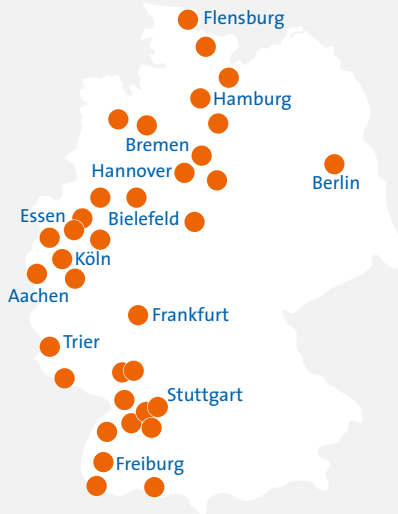 Flensburg
Hamburg
Bremen
Hannover
Berlin
Essen
Bielefeld
Köln
Aachen
Frankfurt
Trier
Stuttgart
Freiburg